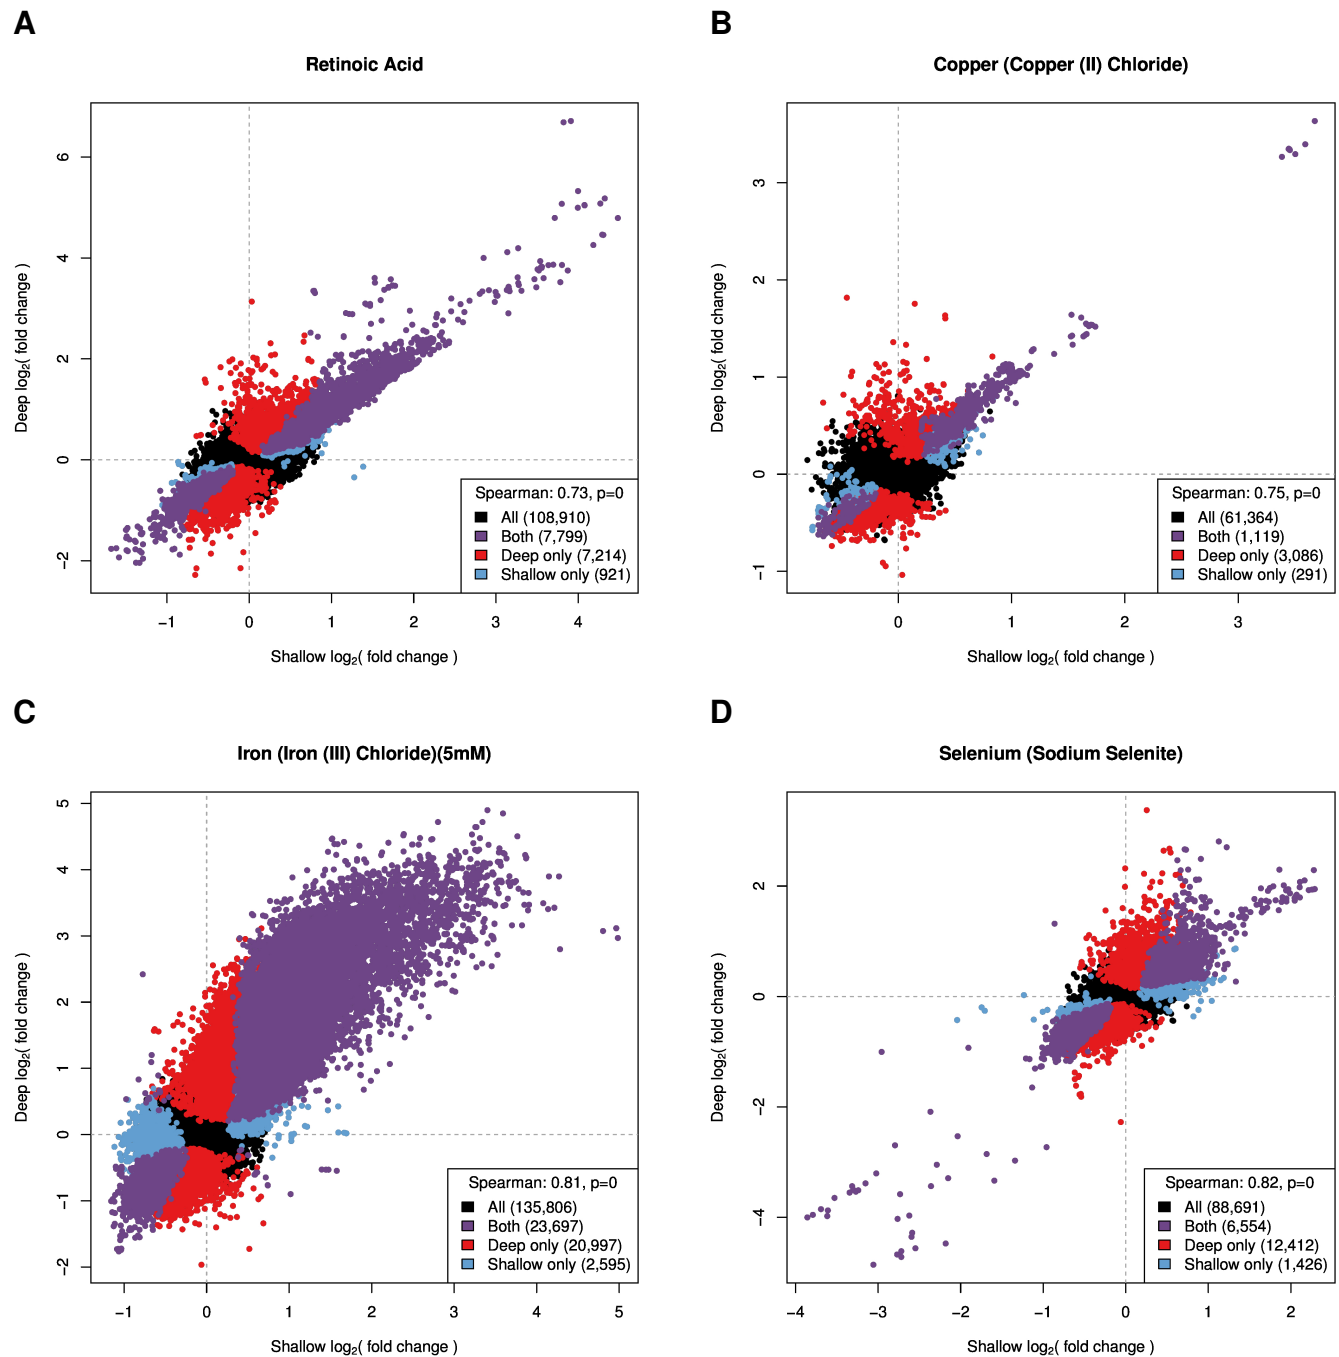 A
Retinoic Acid
Deep log2( fold change )
6
4
2
0
−2
Spearman: 0.73, p=0
All (108,910)
Both (7,799)
Deep only (7,214)
Shallow only (921)
−1 0 1 2 3 4
Shallow log2( fold change )
B
Copper (Copper (II) Chloride)
Deep log2( fold change )
3
2
1
0
−1
Spearman: 0.75, p=0
All (61,364)
Both (1,119)
Deep only (3,086)
Shallow only (291)
0 1 2 3
Shallow log2( fold change )
C
Iron (Iron (III) Chloride)(5mM)
Deep log2( fold change )
5
4
3
2
1
0
−1
−2
Spearman: 0.81, p=0
All (135,806)
Both (23,697)
Deep only (20,997)
Shallow only (2,595)
−1 0 1 2 3 4 5
Shallow log2( fold change )
D
Selenium (Sodium Selenite)
Deep log2( fold change )
2
0
−2
−4
Spearman: 0.82, p=0
All (88,691)
Both (6,554)
Deep only (12,412)
Shallow only (1,426)
−4 −3 −2 −1 0 1 2
Shallow log2( fold change )